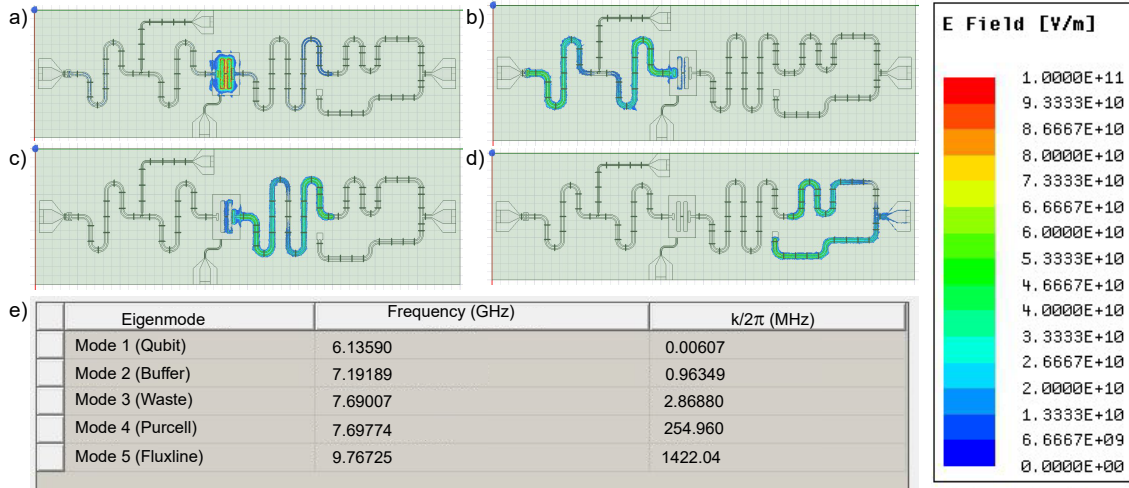 a)
b)
c)
d)
E Field [V/m]
1.0000E+11
9.3333E+10
8.6667E+10
8.0000E+10
7.3333E+10
6.6667E+10
6.0000E+10
5.3333E+10
4.6667E+10
4.0000E+10
3.3333E+10
2.6667E+10
2.0000E+10
1.3333E+10
6.6667E+09
0.0000E+00
e)
Eigenmode Frequency (GHz) k/2π (MHz)
Mode 1 (Qubit) 6.13590 0.00607
Mode 2 (Buffer) 7.19189 0.96349
Mode 3 (Waste) 7.69007 2.86880
Mode 4 (Purcell) 7.69774 254.960
Mode 5 (Fluxline) 9.76725 1422.04